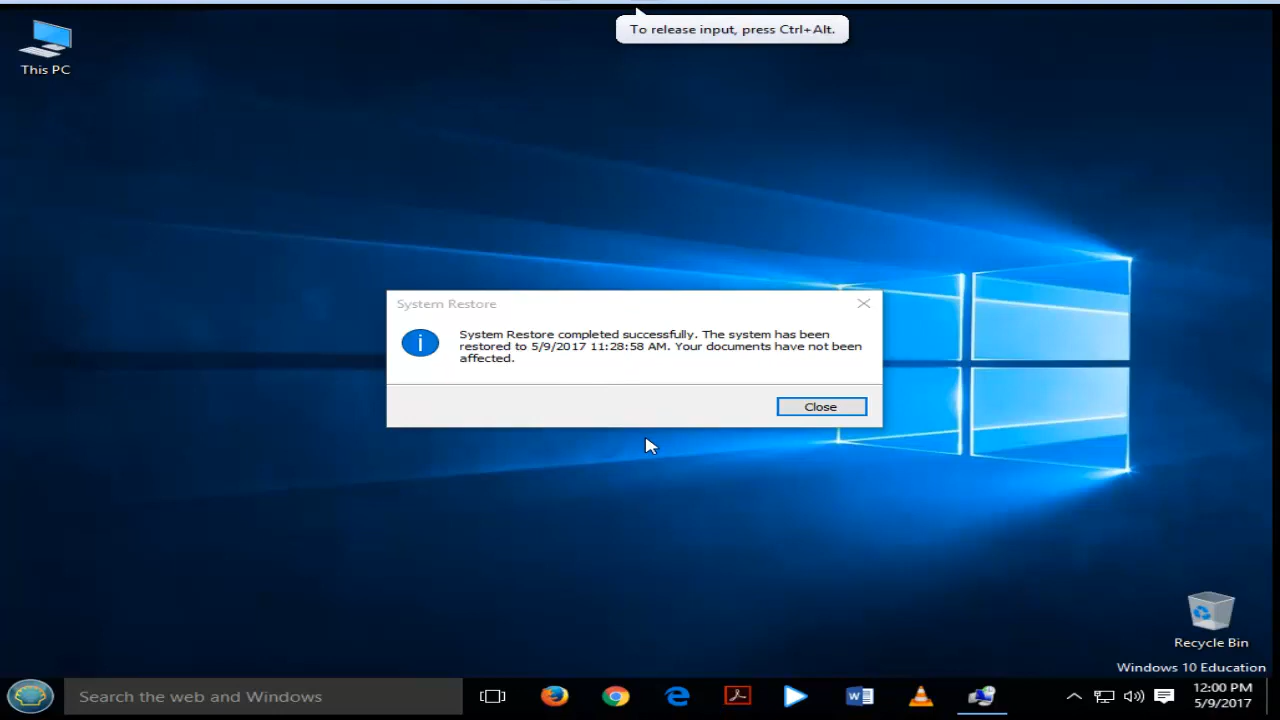 To release input, press Ctrl+Alt.
This PC
System Restore
System Restore completed successfully. The system has been
restored to 5/9/2017 11:28:58 AM. Your documents have not been
affected.
Close
Recycle Bin
Windows 10 Education
Search the web and Windows
12:00 PM
5/9/2017